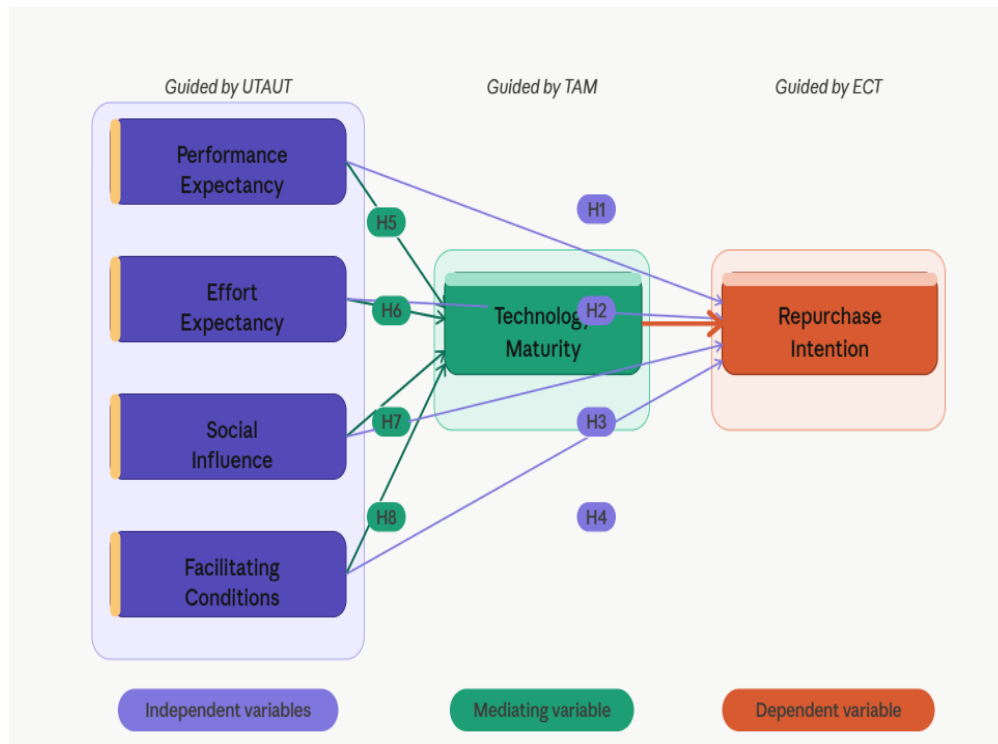 Guided by UTAUT
Guided by TAM
Guided by ECT
Performance
Expectancy
H1
H5
Effort
Expectancy
H6
Technology
Maturity
H2
Repurchase
Intention
Social
Influence
H7
H3
H8
H4
Facilitating
Conditions
Independent variables
Mediating variable
Dependent variable